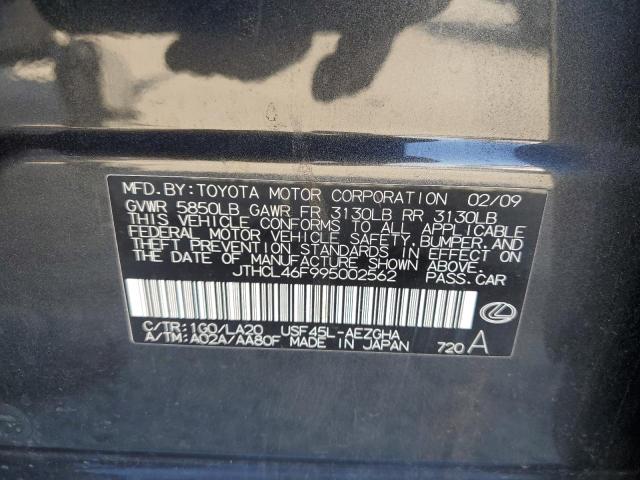 MFD. BY: TOYOTA MOTOR CORPORATION 02/09
GVWR 5850LB GAWR FR 3130LB RR 3130LB
THIS VEHICLE CONFORMS TO ALL APPLICABLE
FEDERAL MOTOR VEHICLE SAFETY, BUMPER, AND
THEFT PREVENTION STANDARDS IN EFFECT ON
THE DATE OF MANUFACTURE SHOWN ABOVE.
JTHCL46F995002562 PASS. CAR
C/TR: 1G0/LA20 USF45L-AEZGHA
A/TM: A02A/AA80F MADE IN JAPAN 720 A